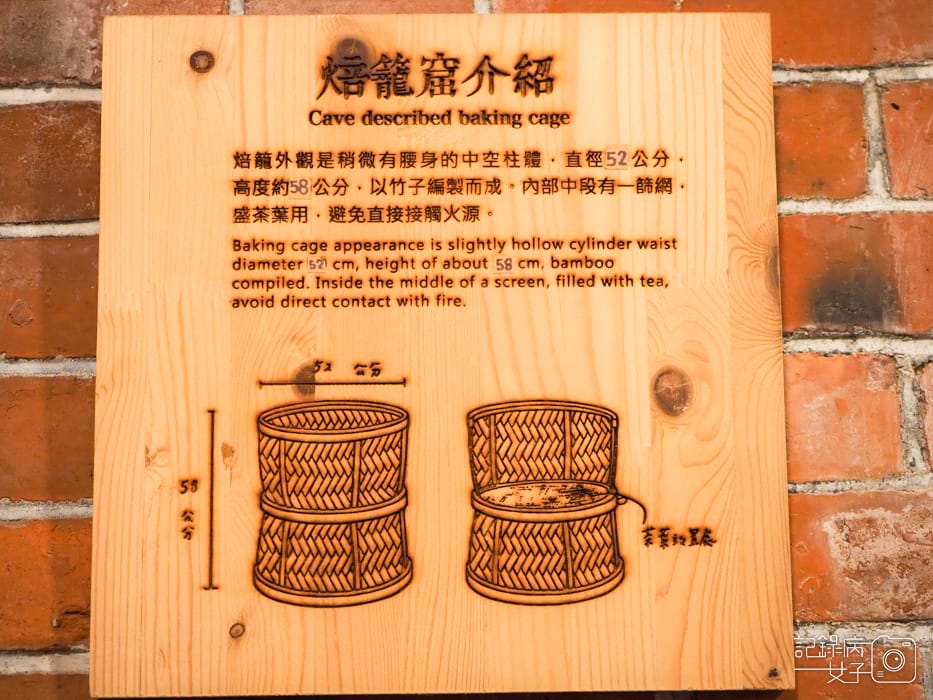 焙籠窟介紹
Cave described baking cage
焙籠外觀是稍微有腰身的中空柱體，直徑52公分，
高度約58公分，以竹子編製而成。內部中段有一篩網，
盛茶葉用，避免直接接觸火源。
Baking cage appearance is slightly hollow cylinder waist
diameter 52 cm, height of about 58 cm, bamboo
compiled. Inside the middle of a screen, filled with tea,
avoid direct contact with fire.
52 公分
58 公分
茶葉放置處
記錄病
女子